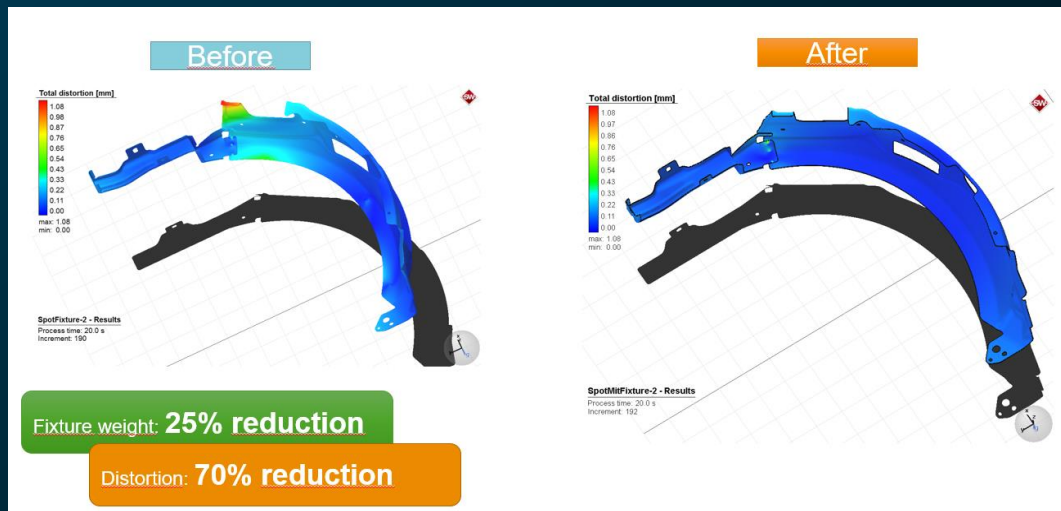 Before
Total distortion [mm]
1.08
0.98
0.87
0.76
0.65
0.54
0.43
0.33
0.22
0.11
0.00
max: 1.08
min: 0.00
SpotFixture-2 - Results
Process time: 20.0 s
Increment: 190
Fixture weight: 25% reduction
Distortion: 70% reduction
After
Total distortion [mm]
1.08
0.97
0.86
0.76
0.65
0.54
0.43
0.33
0.22
0.11
0.00
max: 1.08
min: 0.00
SpotMitFixture-2 - Results
Process time: 20.0 s
Increment: 192